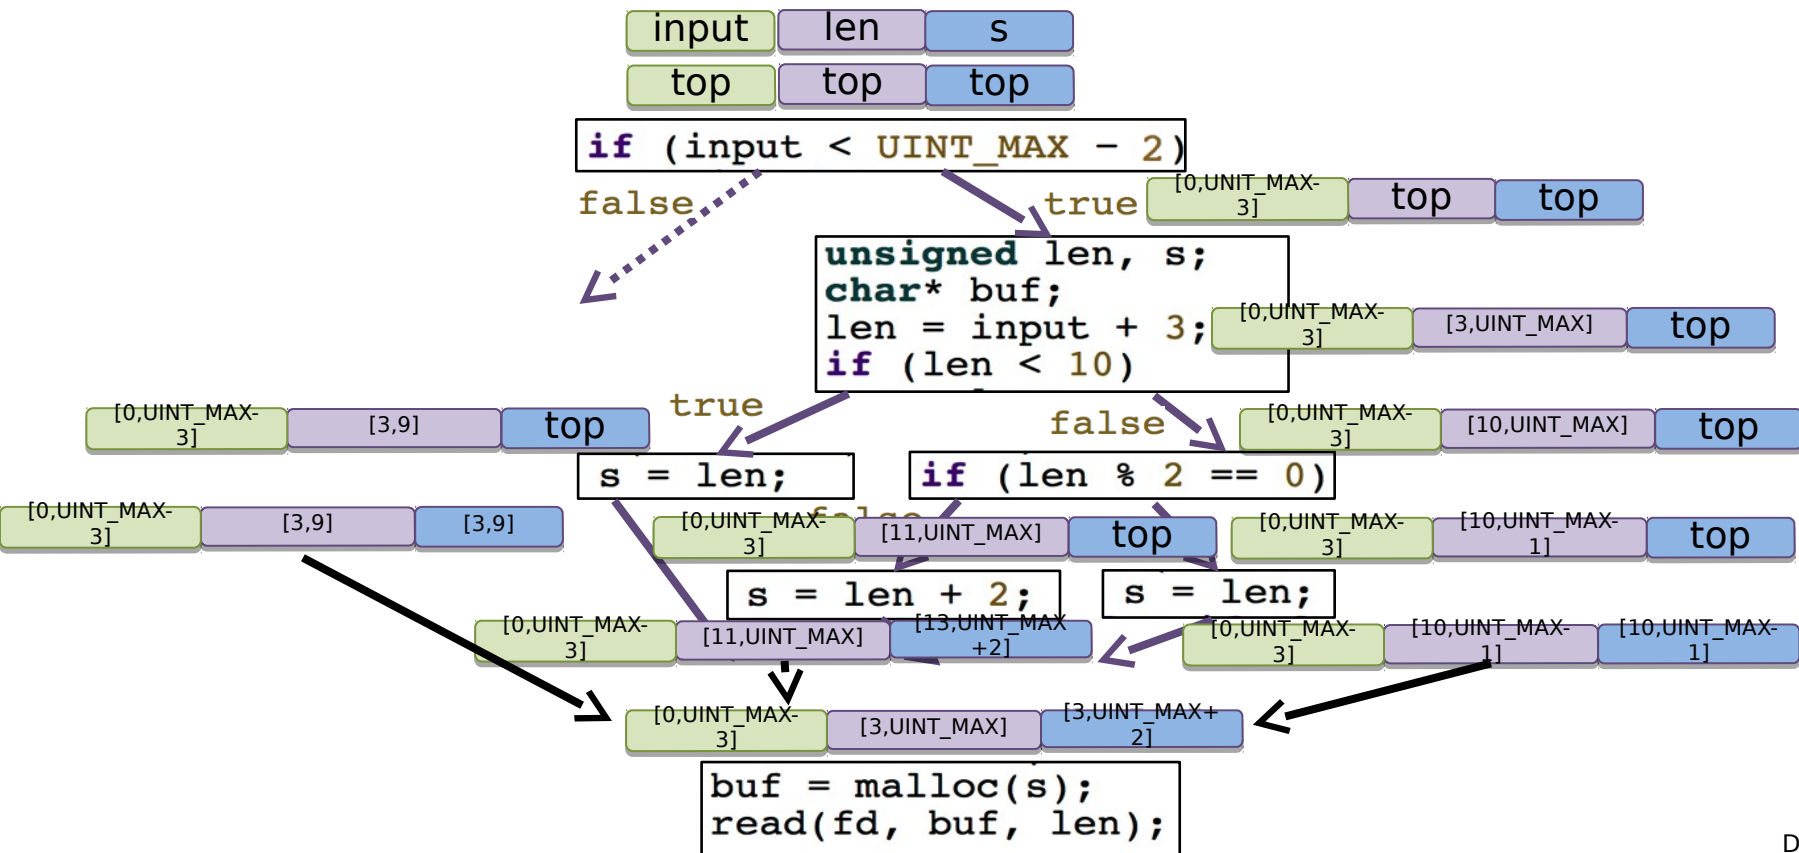 input len s
top top top
if (input < UINT_MAX - 2)
false
true
[0,UNIT_MAX-
3]
top
top
unsigned len, s;
char* buf;
len = input + 3;
if (len < 10)
[0,UINT_MAX-
3]
[3,UINT_MAX]
top
true
false
[0,UINT_MAX-
3]
[3,9]
top
[0,UINT_MAX-
3]
[10,UINT_MAX]
top
s = len;
if (len % 2 == 0)
[0,UINT_MAX-
3]
[3,9]
[3,9]
false
[0,UINT_MAX-
3]
[11,UINT_MAX]
top
[0,UINT_MAX-
3]
[10,UINT_MAX-
1]
top
s = len + 2;
s = len;
[0,UINT_MAX-
3]
[11,UINT_MAX]
[13,UINT_MAX
+2]
[0,UINT_MAX-
3]
[10,UINT_MAX-
1]
[10,UINT_MAX-
1]
[0,UINT_MAX-
3]
[3,UINT_MAX]
[3,UINT_MAX+
2]
buf = malloc(s);
read(fd, buf, len);
D